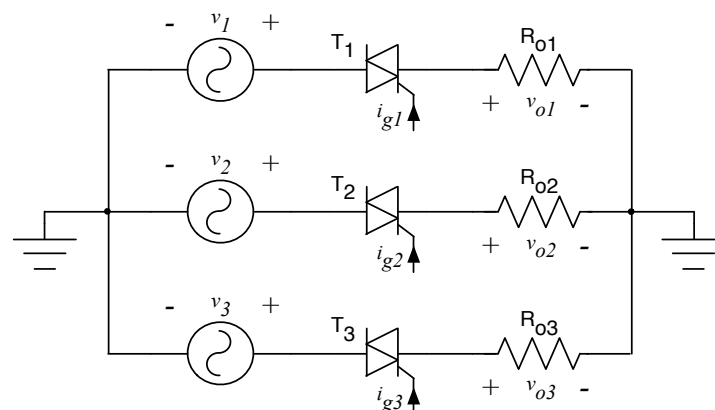 - v1 + T1 Ro1
ig1 + vo1 -
- v2 + T2 Ro2
ig2 + vo2 -
- v3 + T3 Ro3
ig3 + vo3 -